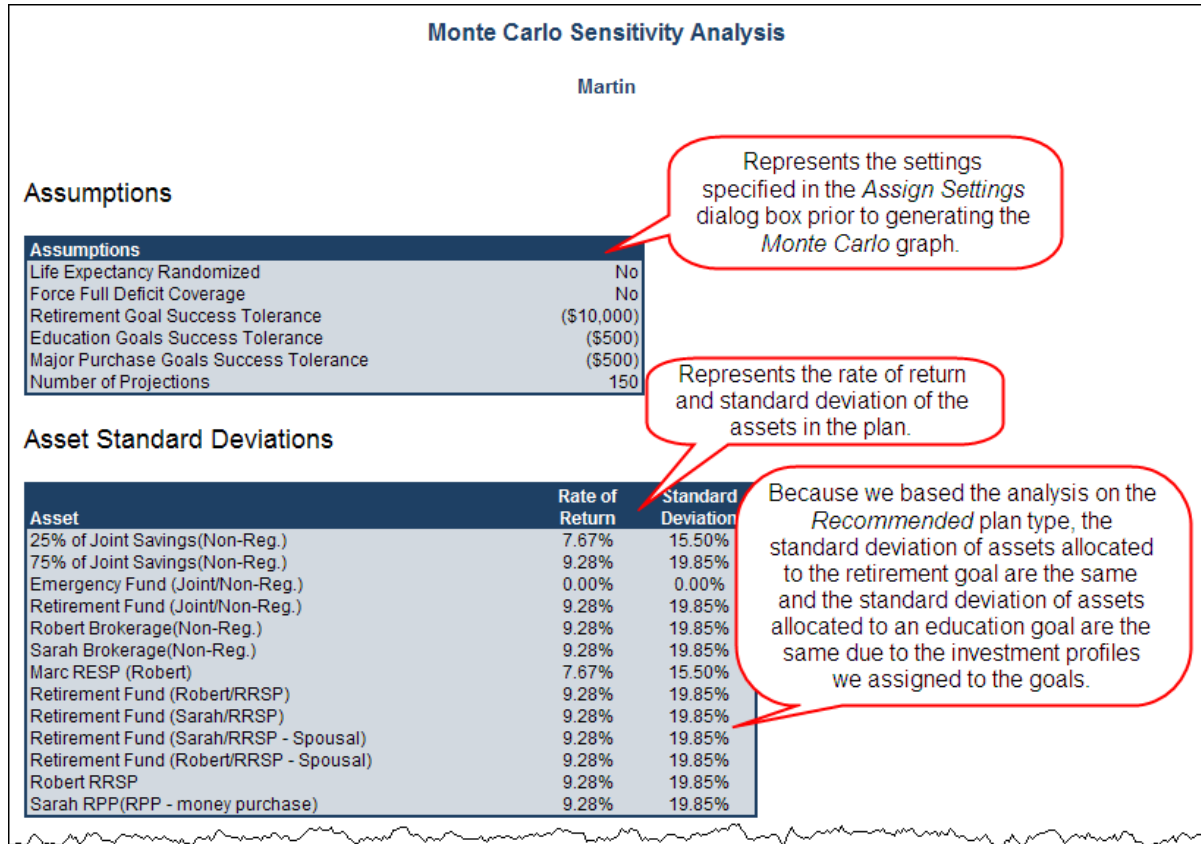 Monte Carlo Sensitivity Analysis
Martin
Represents the settings
specified in the Assign Settings
dialog box prior to generating the
Monte Carlo graph.
Assumptions
Assumptions
Life Expectancy Randomized No
Force Full Deficit Coverage No
Retirement Goal Success Tolerance ($10,000)
Education Goals Success Tolerance ($500)
Major Purchase Goals Success Tolerance ($500)
Number of Projections 150
Represents the rate of return
and standard deviation of the
assets in the plan.
Asset Standard Deviations
Rate of Standard
Asset Return Deviation
25% of Joint Savings(Non-Reg.) 7.67% 15.50%
75% of Joint Savings(Non-Reg.) 9.28% 19.85%
Emergency Fund (Joint/Non-Reg.) 0.00% 0.00%
Retirement Fund (Joint/Non-Reg.) 9.28% 19.85%
Robert Brokerage(Non-Reg.) 9.28% 19.85%
Sarah Brokerage(Non-Reg.) 9.28% 19.85%
Marc RESP (Robert) 7.67% 15.50%
Retirement Fund (Robert/RRSP) 9.28% 19.85%
Retirement Fund (Sarah/RRSP) 9.28% 19.85%
Retirement Fund (Sarah/RRSP - Spousal) 9.28% 19.85%
Retirement Fund (Robert/RRSP - Spousal) 9.28% 19.85%
Robert RRSP 9.28% 19.85%
Sarah RPP(RPP - money purchase) 9.28% 19.85%
Because we based the analysis on the
Recommended plan type, the
standard deviation of assets allocated
to the retirement goal are the same
and the standard deviation of assets
allocated to an education goal are the
same due to the investment profiles
we assigned to the goals.